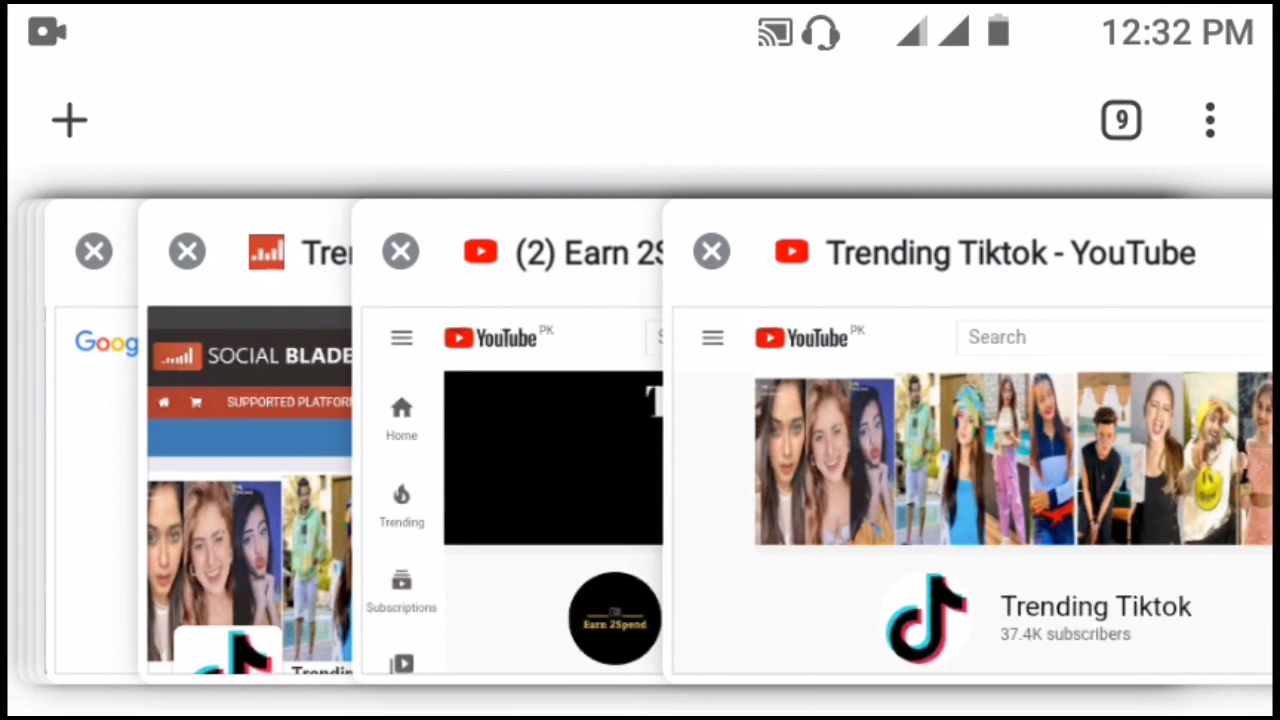 12:32 PM
9
Tre
(2) Earn 2S
Trending Tiktok - YouTube
Goog
SOCIAL BLADE
SUPPORTED PLATFOR
YouTube PK
S
T
Home
Trending
Subscriptions
Earn 2Spend
YouTube PK
Search
Trending Tiktok
37.4K subscribers
Trendin